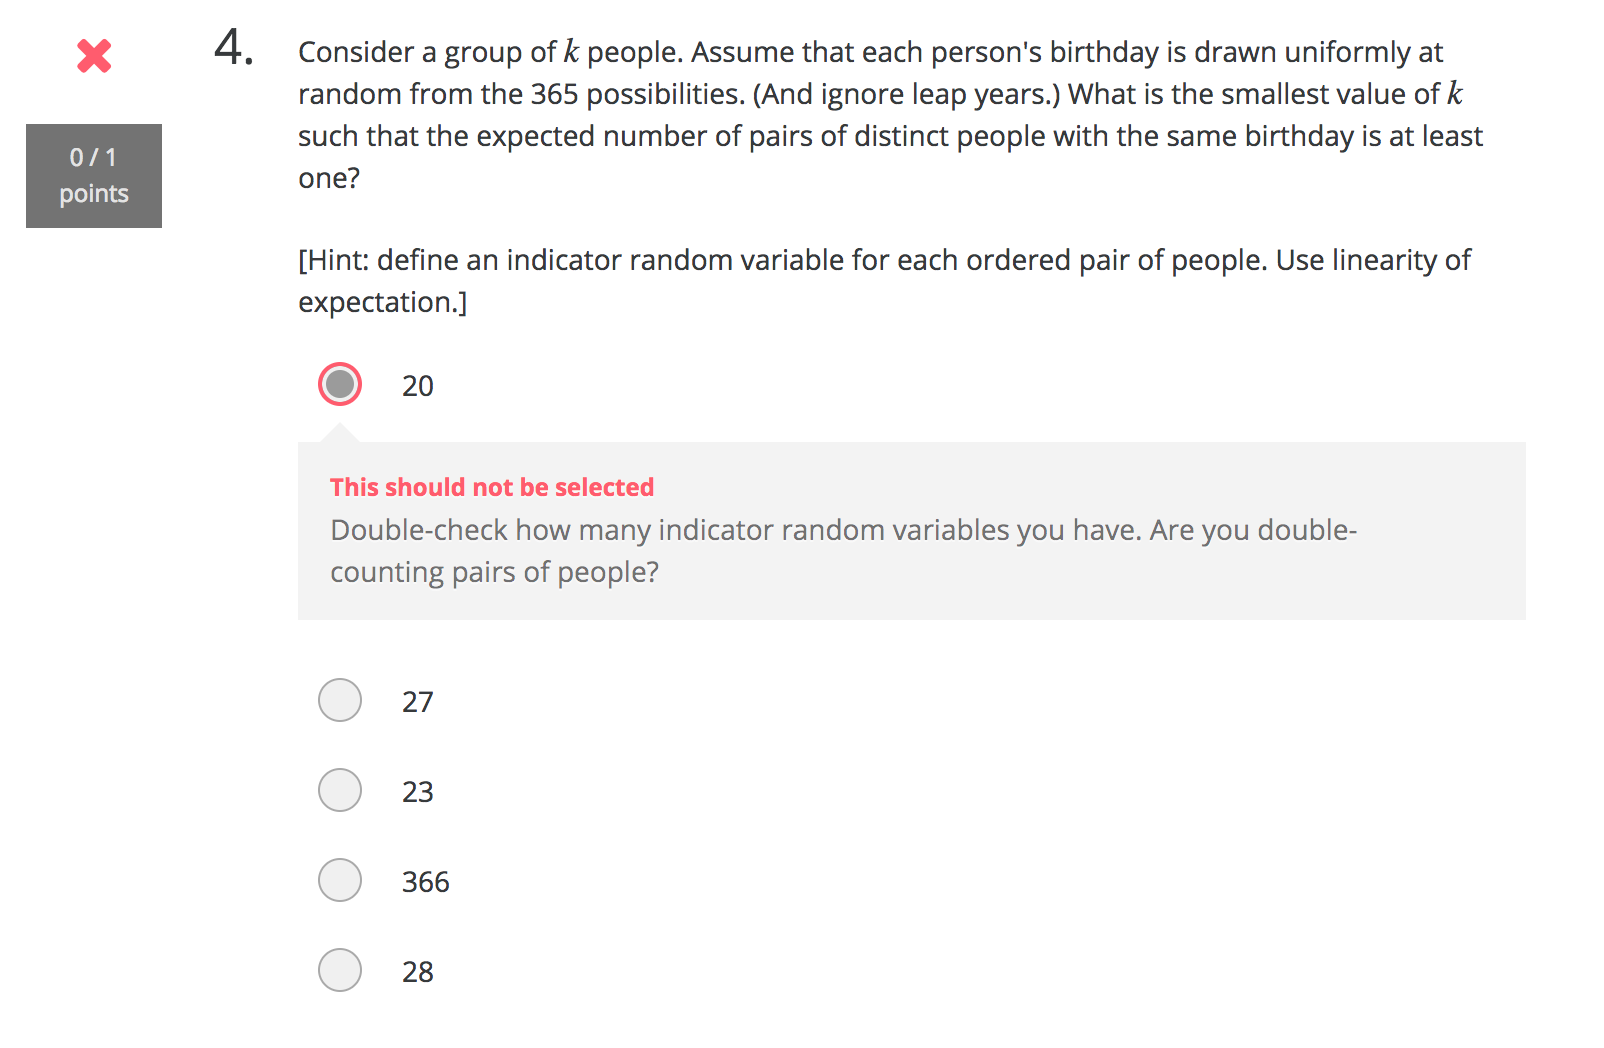 4.
Consider a group of k people. Assume that each person's birthday is drawn uniformly at
random from the 365 possibilities. (And ignore leap years.) What is the smallest value of k
such that the expected number of pairs of distinct people with the same birthday is at least
one?
0 / 1
points
[Hint: define an indicator random variable for each ordered pair of people. Use linearity of
expectation.]
20
This should not be selected
Double-check how many indicator random variables you have. Are you double-
counting pairs of people?
27
23
366
28